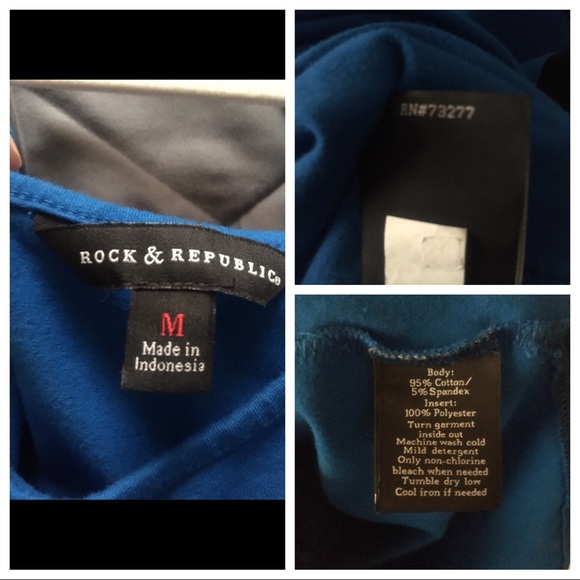 ROCK & REPUBLIC®
M
Made in
Indonesia
RN#73277
Body:
95% Cotton/
5% Spandex
Insert:
100% Polyester
Turn garment
inside out
Machine wash cold
Mild detergent
Only non-chlorine
bleach when needed
Tumble dry low
Cool iron if needed